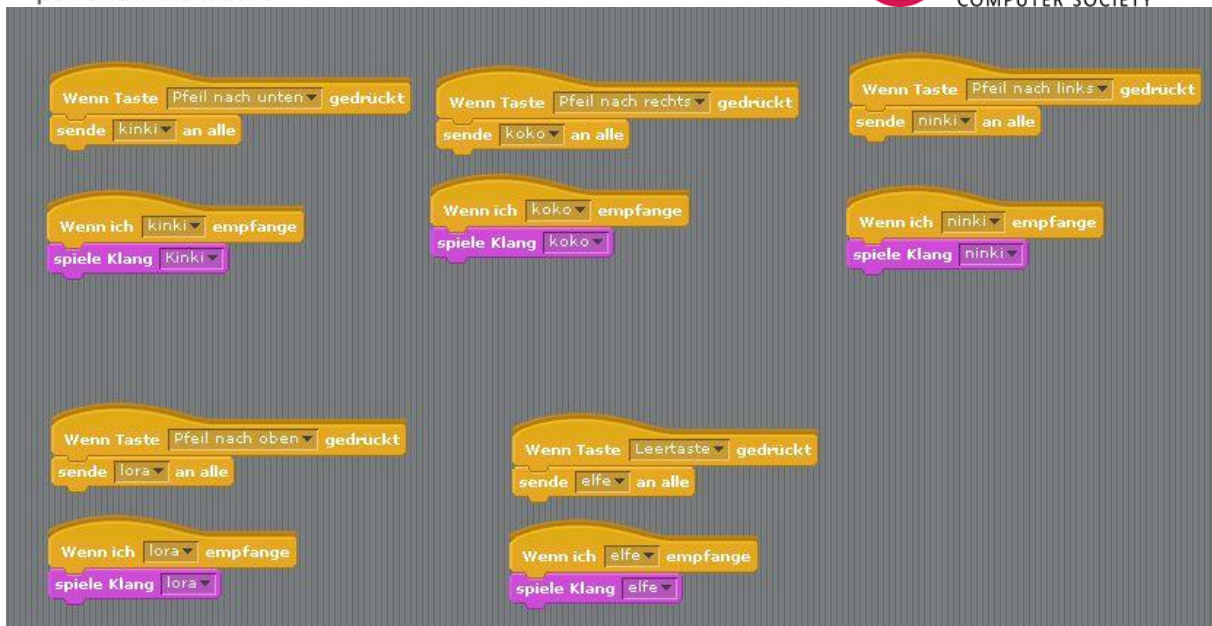 COMPUTER SOCIETY
Wenn Taste Pfeil nach unten gedrückt
sende kinki an alle
Wenn ich kinki empfange
spiele Klang Kinki
Wenn Taste Pfeil nach rechts gedrückt
sende koko an alle
Wenn ich koko empfange
spiele Klang koko
Wenn Taste Pfeil nach links gedrückt
sende ninki an alle
Wenn ich ninki empfange
spiele Klang ninki
Wenn Taste Pfeil nach oben gedrückt
sende lora an alle
Wenn ich lora empfange
spiele Klang lora
Wenn Taste Leertaste gedrückt
sende elfe an alle
Wenn ich elfe empfange
spiele Klang elfe